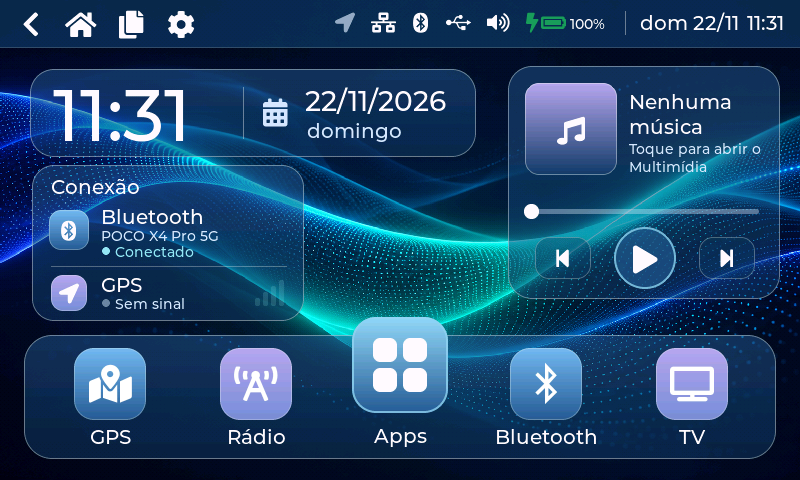 100%
dom 22/11 11:31
11:31
22/11/2026
domingo
Nenhuma
música
Toque para abrir o
Multimídia
Conexão
Bluetooth
POCO X4 Pro 5G
Conectado
GPS
Sem sinal
GPS
Rádio
Apps
Bluetooth
TV